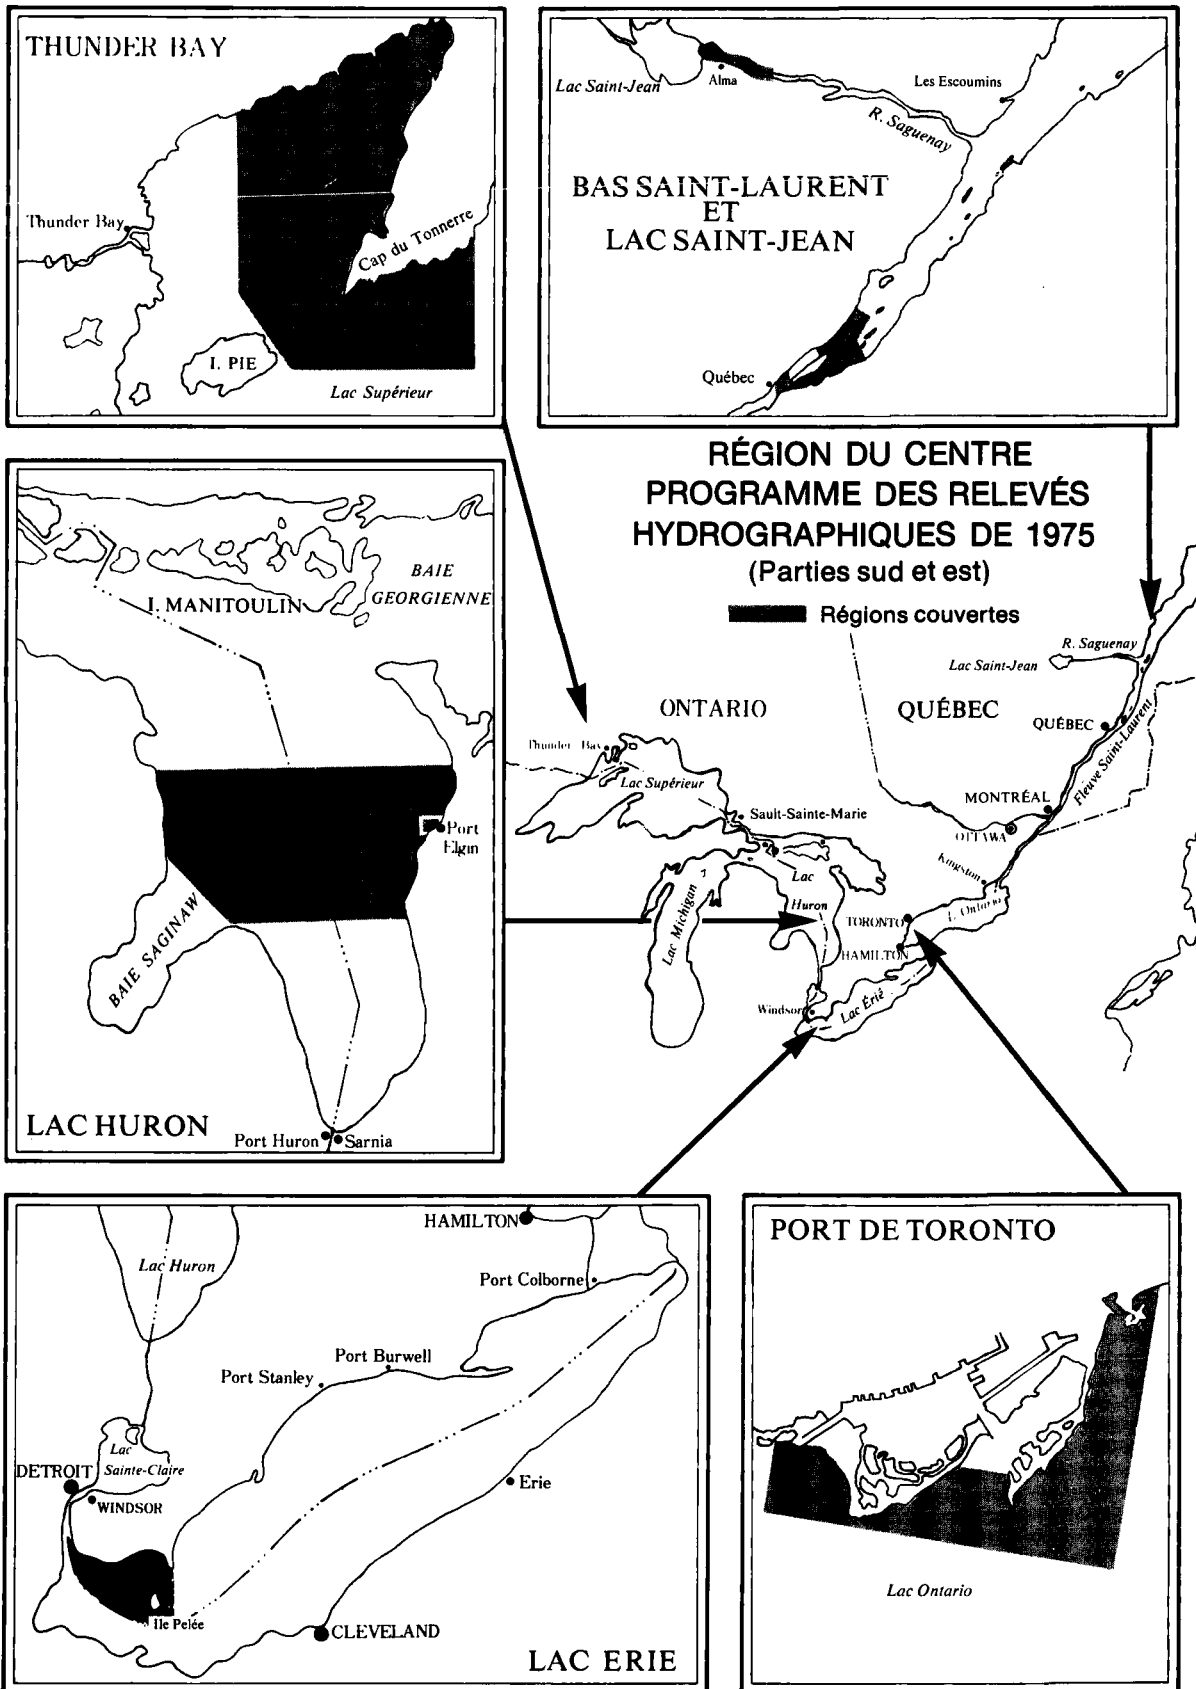 THUNDER BAY
Thunder Bay
Cap du Tonnerre
I. PIE
Lac Supérieur
Lac Saint-Jean
Alma
Les Escoumins
R. Saguenay
BAS SAINT-LAURENT
ET
LAC SAINT-JEAN
Québec
RÉGION DU CENTRE
PROGRAMME DES RELEVÉS
HYDROGRAPHIQUES DE 1975
(Parties sud et est)
Régions couvertes
BAIE
GEORGIENNE
I. MANITOULIN
Port
Elgin
BAIE SAGINAW
LAC HURON
Port Huron
Sarnia
R. Saguenay
Lac Saint-Jean
ONTARIO
QUÉBEC
QUÉBEC
Fleuve Saint-Laurent
Thunder Bay
Lac Supérieur
MONTRÉAL
Sault-Sainte-Marie
OTTAWA
Kingston
Lac
Huron
Lac Michigan
L. Ontario
TORONTO
HAMILTON
Windsor
Lac Érié
HAMILTON
Lac Huron
Port Colborne
Port Burwell
Port Stanley
Lac
Sainte-Claire
DETROIT
WINDSOR
Erie
Ile Pelée
CLEVELAND
LAC ERIE
PORT DE TORONTO
Lac Ontario